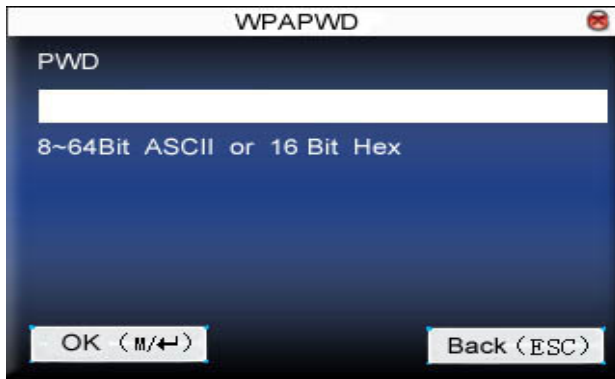 WPAPWD
PWD
8~64Bit ASCII or 16 Bit Hex
OK (M/↵) Back (ESC)